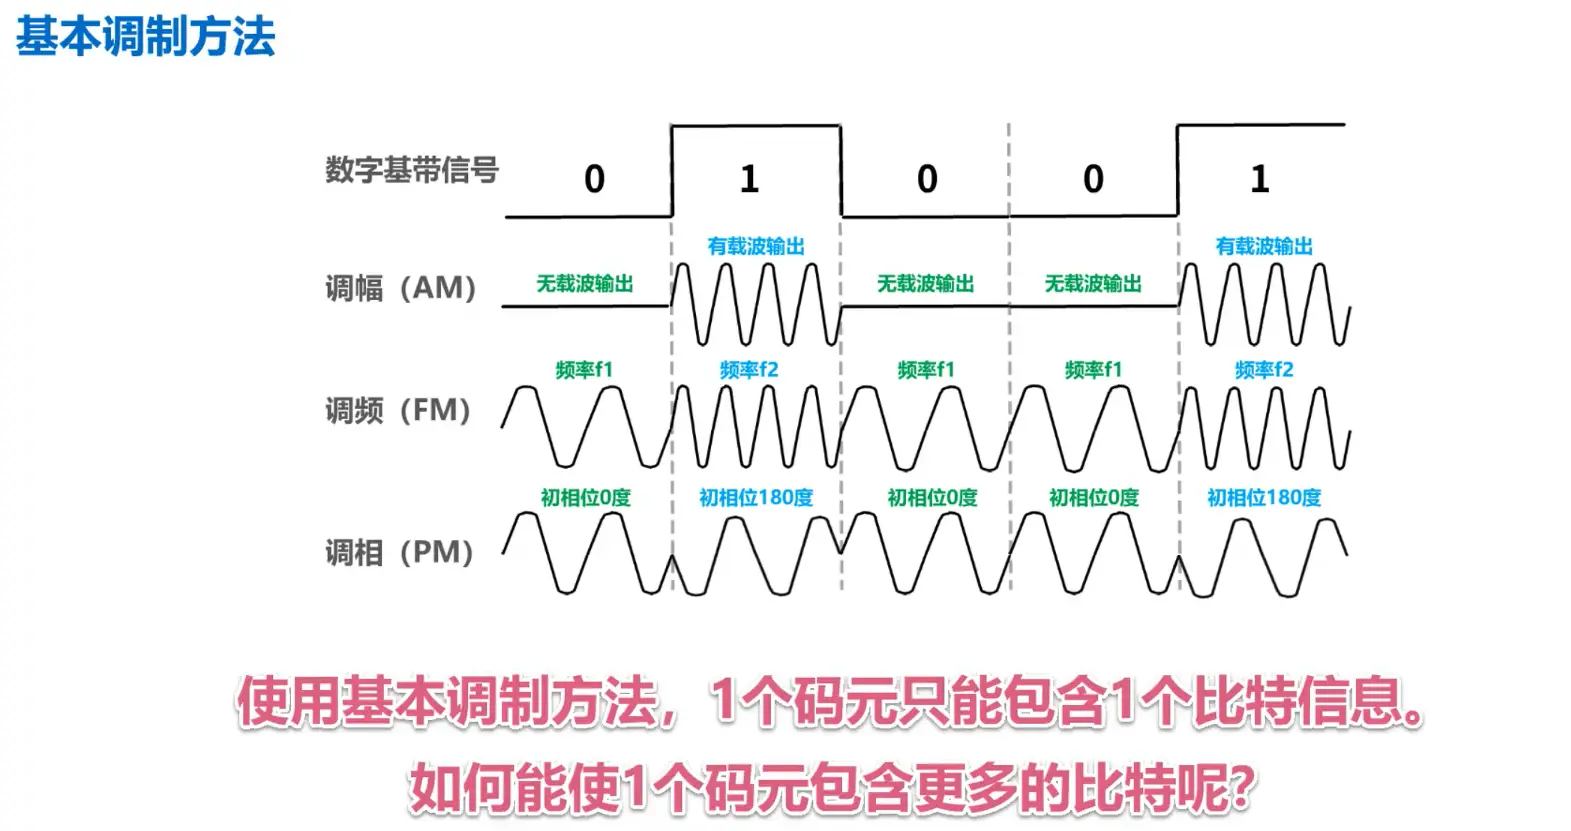 基本调制方法
数字基带信号 0 1 0 0 1
有载波输出 有载波输出
调幅（AM） 无载波输出 无载波输出 无载波输出
频率f1 频率f2 频率f1 频率f1 频率f2
调频（FM）
初相位0度 初相位180度 初相位0度 初相位0度 初相位180度
调相（PM）
使用基本调制方法，1个码元只能包含1个比特信息。
如何能使1个码元包含更多的比特呢？